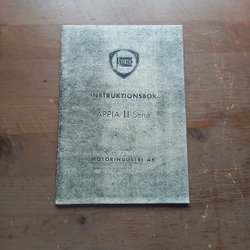 LANCIA
INSTRUKTIONSBOK
APPIA III Serie
MOTORINDUSTRI AB